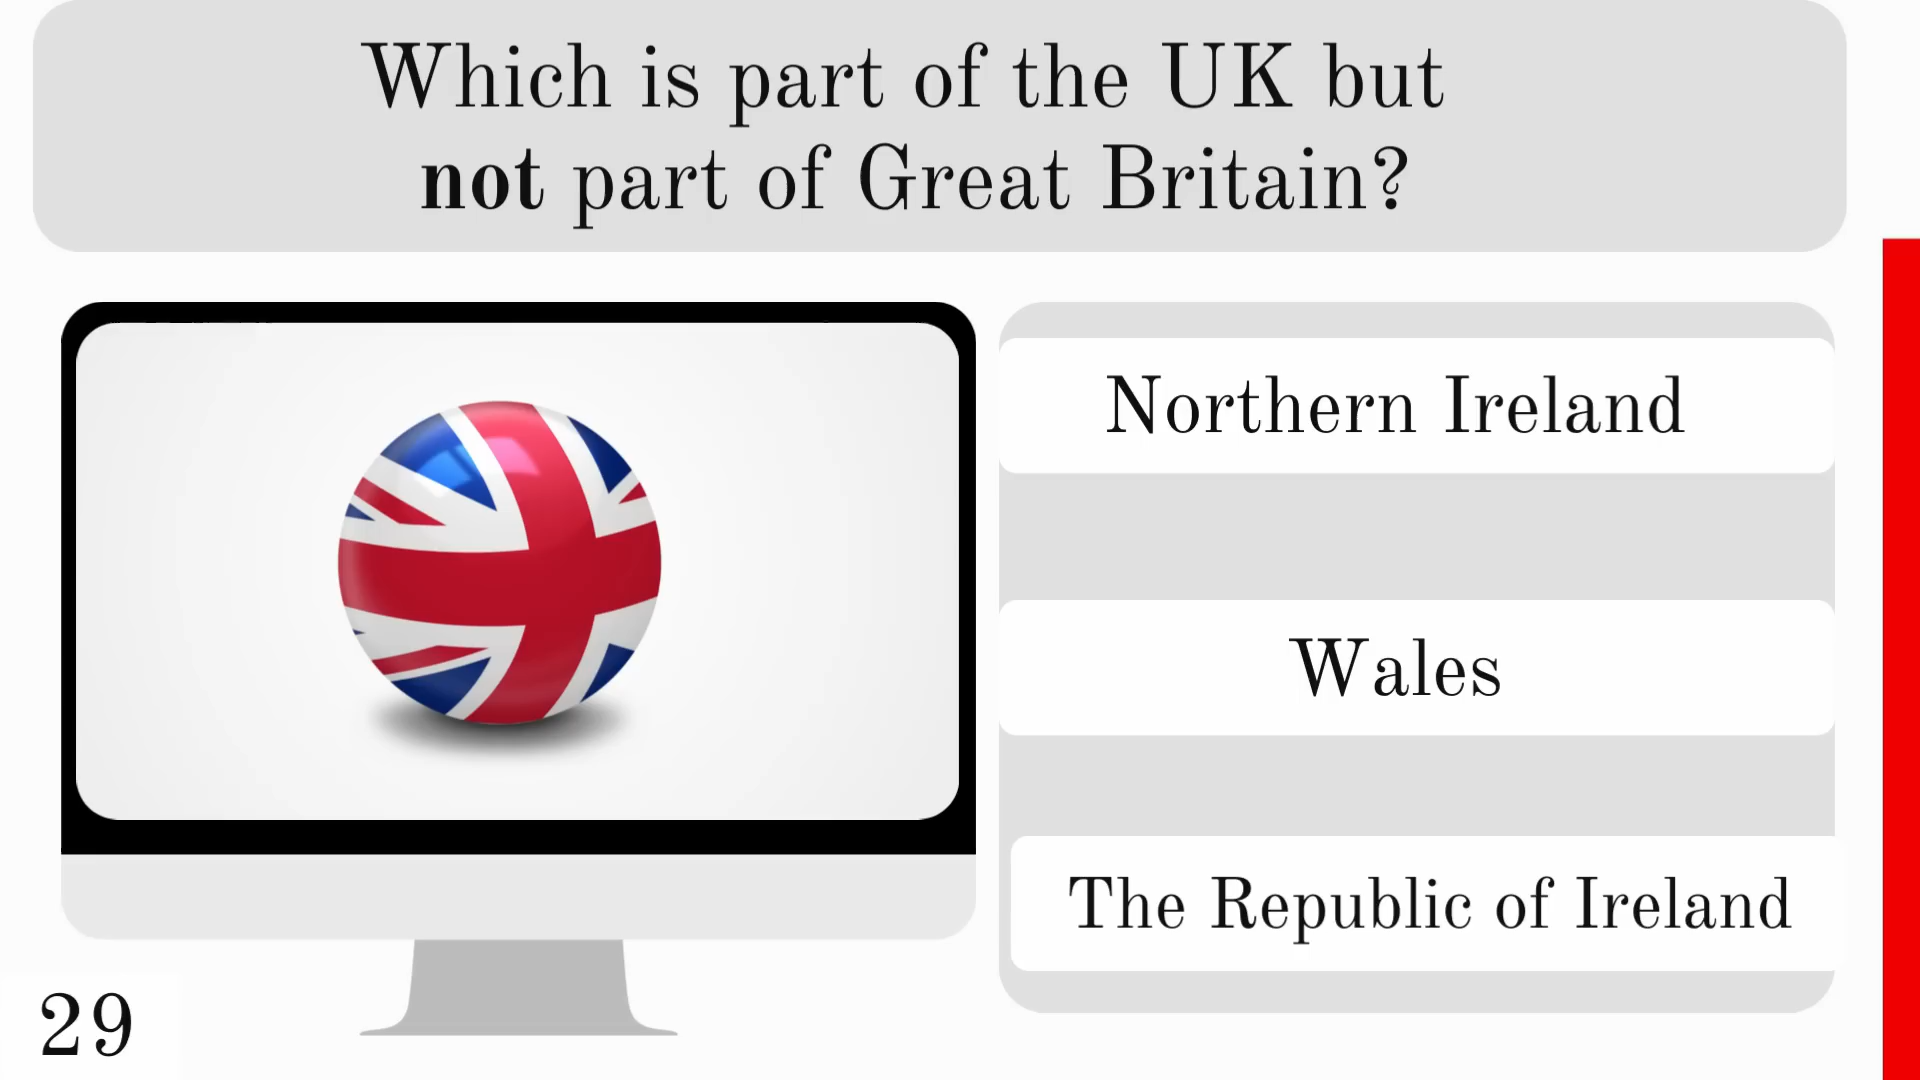 Which is part of the UK but
not part of Great Britain?
Northern Ireland
Wales
The Republic of Ireland
29